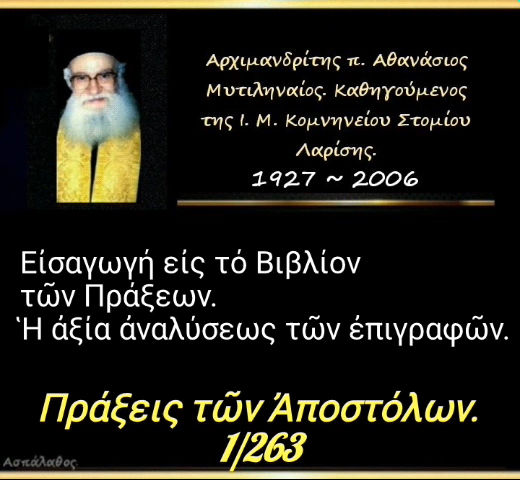 Αρχιμανδρίτης π. Αθανάσιος
Μυτιληναίος. Καθηγούμενος
της Ι. Μ. Κομνηνείου Στομίου
Λαρίσης.
1927 ~ 2006
Εἰσαγωγή εἰς τό Βιβλίον
τῶν Πράξεων.
Ἡ ἀξία ἀναλύσεως τῶν ἐπιγραφῶν.
Πράξεις τῶν Ἀποστόλων.
1/263
Ασπάλαθος.